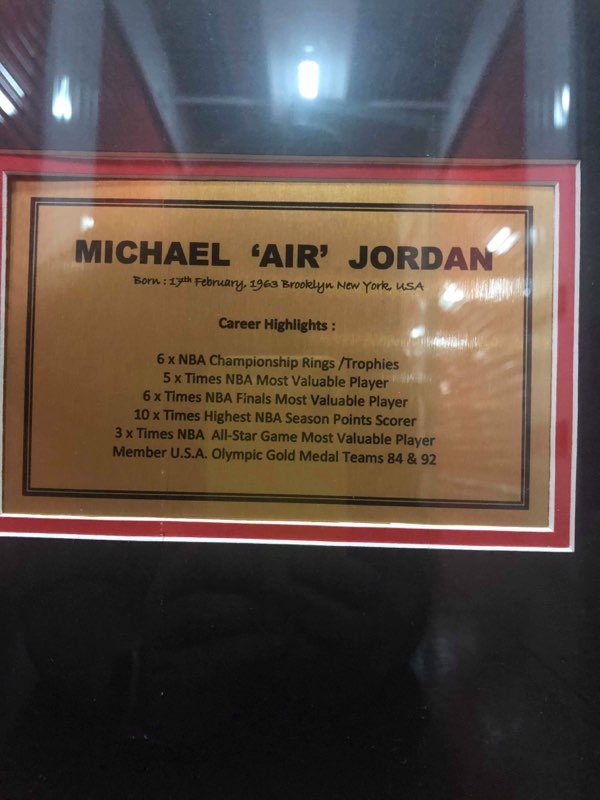 MICHAEL 'AIR' JORDAN
Born : 17th February, 1963 Brooklyn New York, USA
Career Highlights :
6 x NBA Championship Rings /Trophies
5 x Times NBA Most Valuable Player
6 x Times NBA Finals Most Valuable Player
10 x Times Highest NBA Season Points Scorer
3 x Times NBA All-Star Game Most Valuable Player
Member U.S.A. Olympic Gold Medal Teams 84 & 92